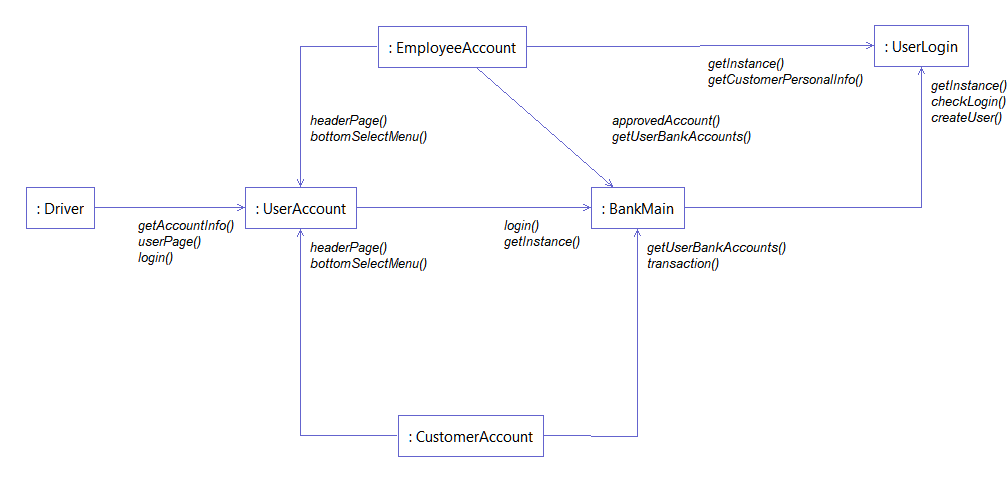 : EmployeeAccount
: UserLogin
getInstance()
getCustomerPersonalInfo()
getInstance()
checkLogin()
createUser()
headerPage()
bottomSelectMenu()
approvedAccount()
getUserBankAccounts()
: Driver
: UserAccount
: BankMain
getAccountInfo()
userPage()
login()
login()
getInstance()
headerPage()
bottomSelectMenu()
getUserBankAccounts()
transaction()
: CustomerAccount